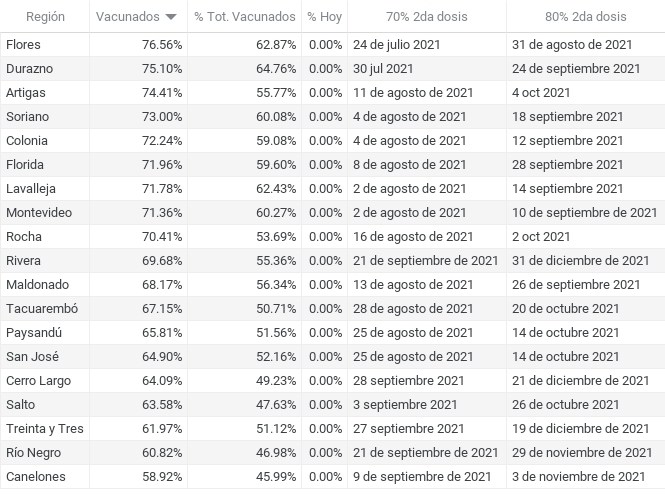 Región Vacunados % Tot. Vacunados % Hoy 70% 2da dosis 80% 2da dosis
Flores 76.56% 62.87% 0.00% 24 de julio 2021 31 de agosto de 2021
Durazno 75.10% 64.76% 0.00% 30 jul 2021 24 de septiembre 2021
Artigas 74.41% 55.77% 0.00% 11 de agosto de 2021 4 oct 2021
Soriano 73.00% 60.08% 0.00% 4 de agosto de 2021 18 septiembre 2021
Colonia 72.24% 59.08% 0.00% 4 de agosto de 2021 12 septiembre 2021
Florida 71.96% 59.60% 0.00% 8 de agosto de 2021 28 septiembre 2021
Lavalleja 71.78% 62.43% 0.00% 2 de agosto de 2021 14 septiembre 2021
Montevideo 71.36% 60.27% 0.00% 2 de agosto de 2021 10 de septiembre de 2021
Rocha 70.41% 53.69% 0.00% 16 de agosto de 2021 2 oct 2021
Rivera 69.68% 55.36% 0.00% 21 de septiembre de 2021 31 de diciembre de 2021
Maldonado 68.17% 56.34% 0.00% 13 de agosto de 2021 26 de septiembre 2021
Tacuarembó 67.15% 50.71% 0.00% 28 de agosto de 2021 20 de octubre 2021
Paysandú 65.81% 51.56% 0.00% 25 de agosto de 2021 14 de octubre 2021
San José 64.90% 52.16% 0.00% 25 de agosto de 2021 14 de octubre 2021
Cerro Largo 64.09% 49.23% 0.00% 28 septiembre 2021 21 de diciembre de 2021
Salto 63.58% 47.63% 0.00% 3 septiembre 2021 26 de octubre 2021
Treinta y Tres 61.97% 51.12% 0.00% 27 septiembre 2021 19 de diciembre de 2021
Río Negro 60.82% 46.98% 0.00% 21 de septiembre de 2021 29 de noviembre de 2021
Canelones 58.92% 45.99% 0.00% 9 de septiembre de 2021 3 de noviembre de 2021